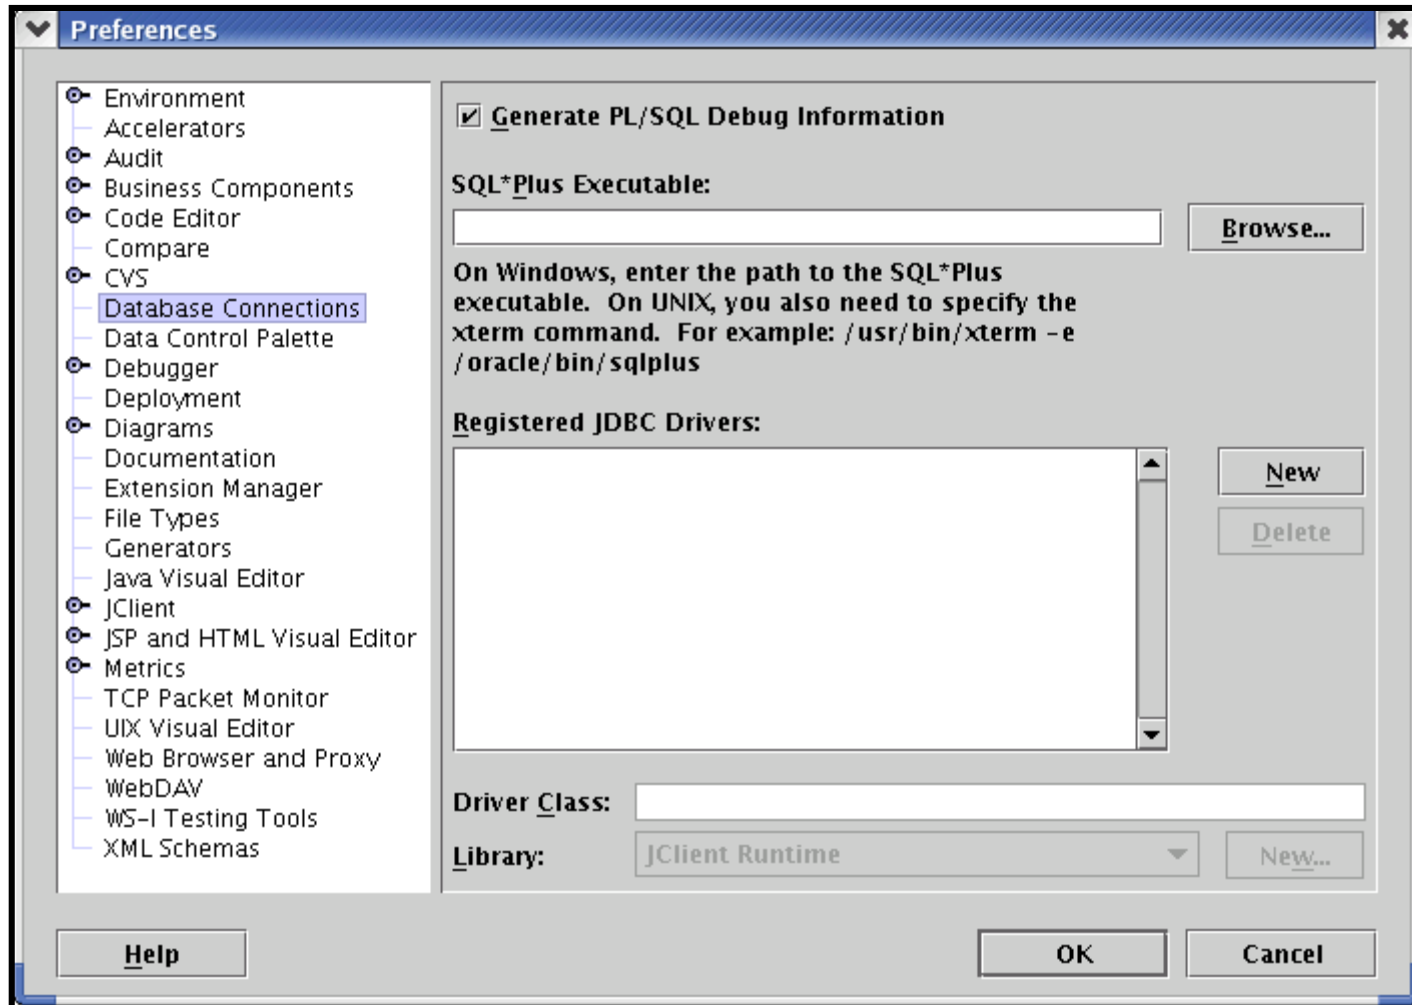 Preferences
Environment
Accelerators
Audit
Business Components
Code Editor
Compare
CVS
Database Connections
Data Control Palette
Debugger
Deployment
Diagrams
Documentation
Extension Manager
File Types
Generators
Java Visual Editor
JClient
JSP and HTML Visual Editor
Metrics
TCP Packet Monitor
UIX Visual Editor
Web Browser and Proxy
WebDAV
WS-I Testing Tools
XML Schemas
Generate PL/SQL Debug Information
SQL*Plus Executable:
Browse...
On Windows, enter the path to the SQL*Plus
executable.  On UNIX, you also need to specify the
xterm command.  For example: /usr/bin/xterm -e
/oracle/bin/sqlplus
Registered JDBC Drivers:
New
Delete
Driver Class:
Library:
JClient Runtime
New...
Help
OK
Cancel